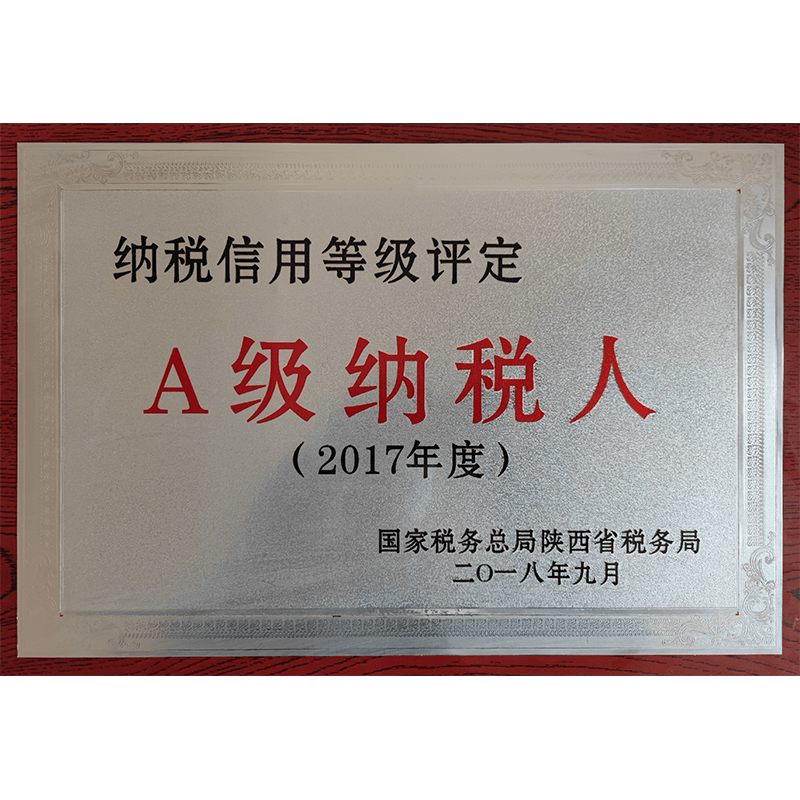 纳税信用等级评定
A级纳税人
（2017年度）
国家税务总局陕西省税务局
二〇一八年九月